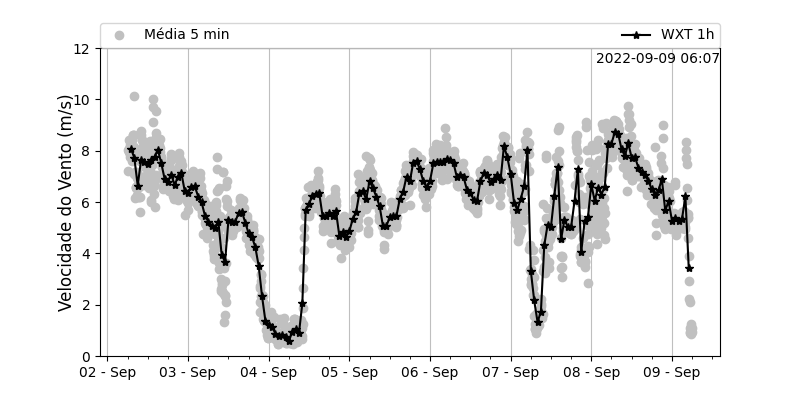 Média 5 min
WXT 1h
2022-09-09 06:07
Velocidade do Vento (m/s)
12
10
8
6
4
2
0
02 - Sep
03 - Sep
04 - Sep
05 - Sep
06 - Sep
07 - Sep
08 - Sep
09 - Sep